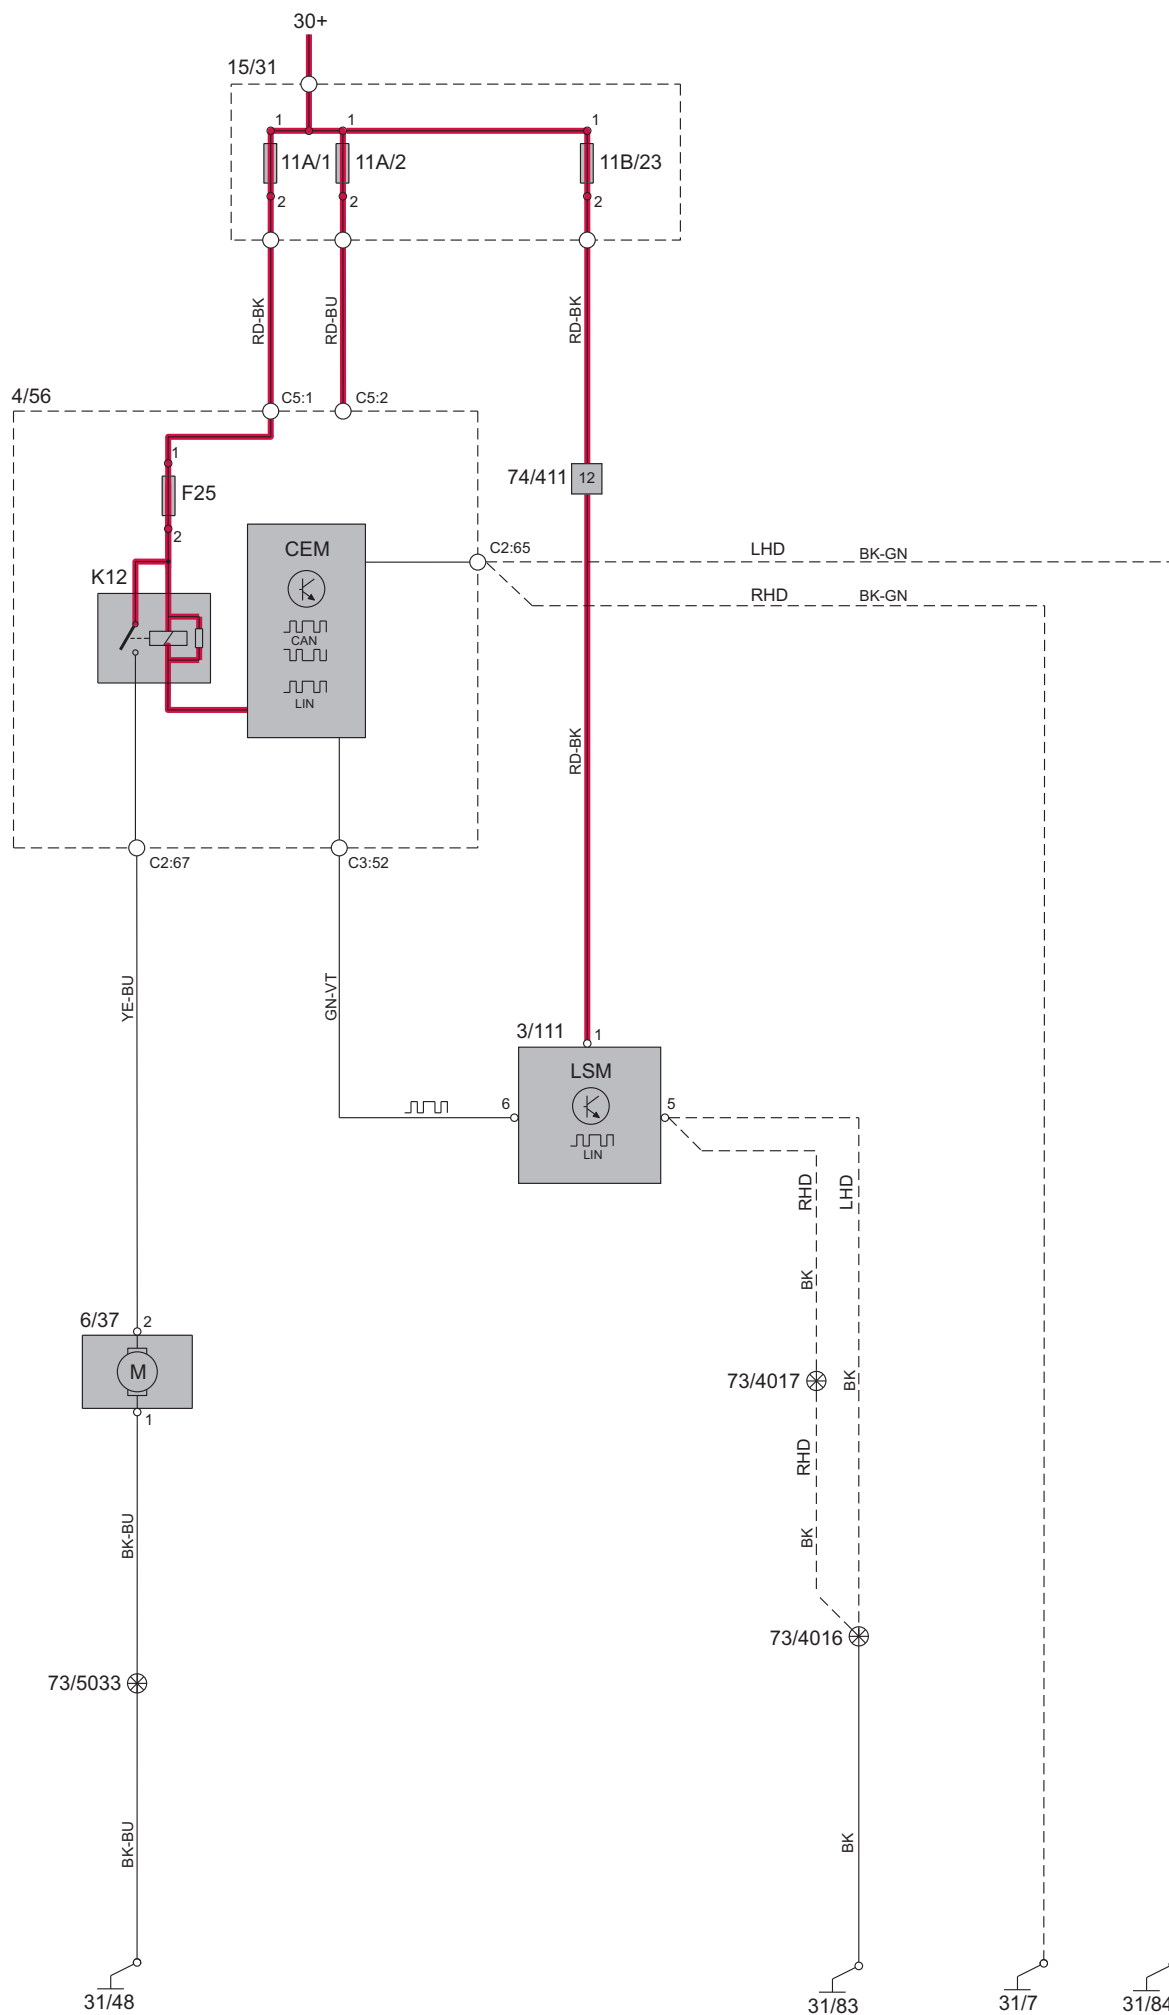 30+
15/31
1 1 1
11A/1 11A/2 11B/23
2 2 2
RD-BK RD-BU RD-BK
4/56
C5:1 C5:2
1
74/411 12
F25
2
CEM
C2:65
LHD BK-GN
K12
RHD BK-GN
CAN
LIN
RD-BK
C2:67 C3:52
YE-BU GN-VT
3/111 1
LSM
6 5
LIN
RHD LHD
BK
6/37 2
M
73/4017 BK
1
RHD
BK-BU BK
73/4016
73/5033
BK-BU BK
31/48 31/83 31/7 31/84